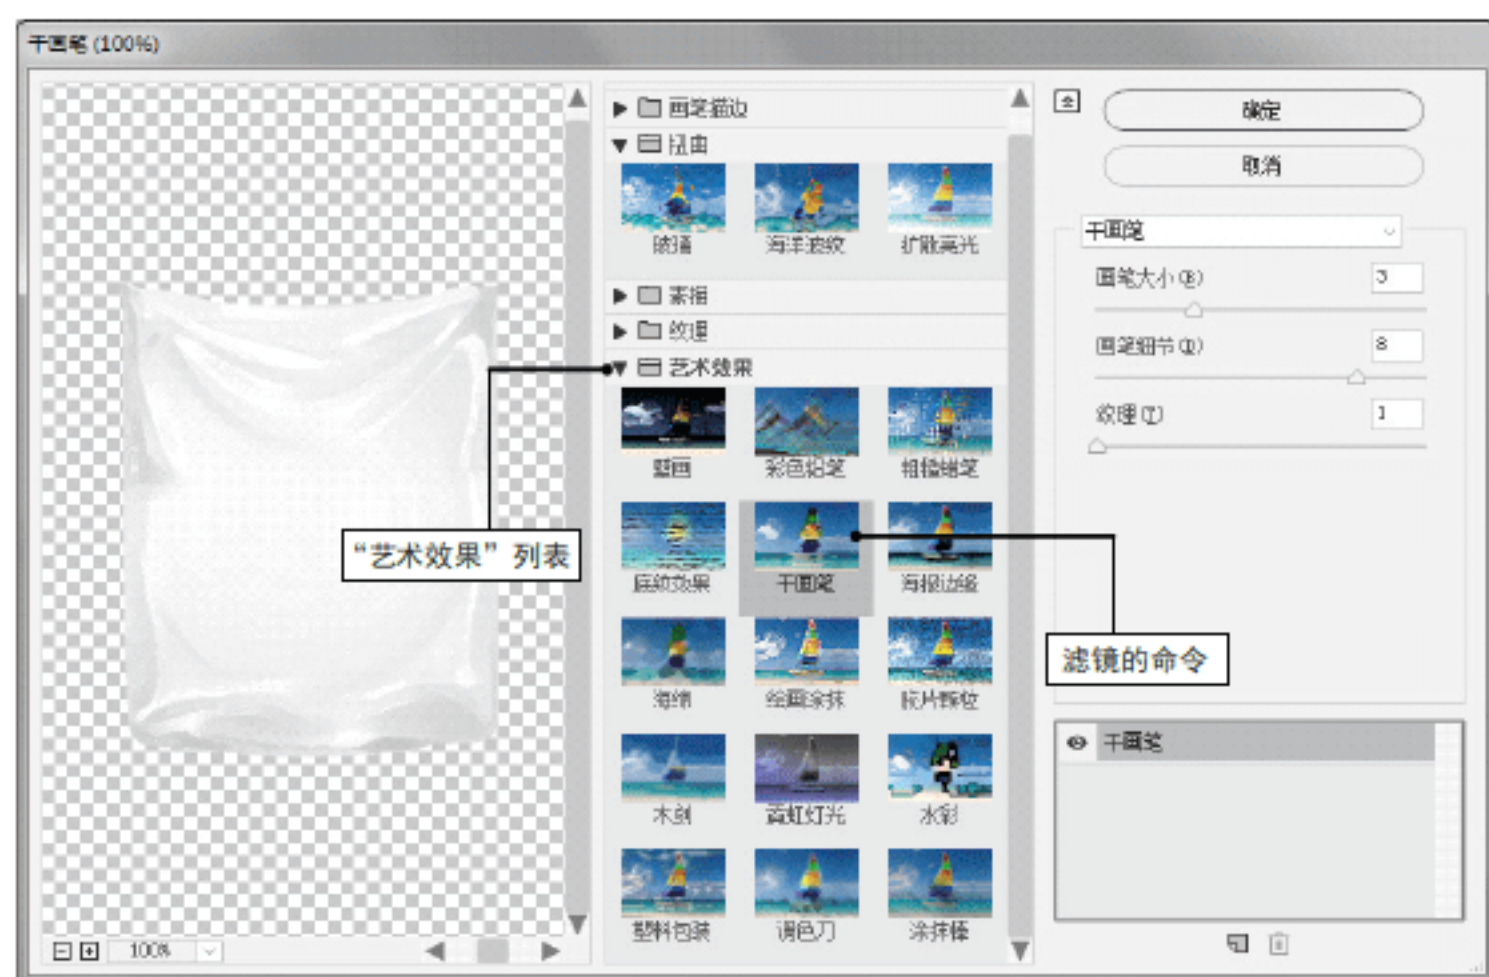 干画笔 (100%)
画笔描边
扭曲
玻璃
海洋波纹
扩散亮光
素描
纹理
艺术效果
壁画
彩色铅笔
粗糙蜡笔
底纹效果
干画笔
海报边缘
海绵
绘画涂抹
胶片颗粒
木刻
霓虹灯光
水彩
塑料包装
调色刀
涂抹棒
“艺术效果”列表
滤镜的命令
100%
确定
取消
干画笔
画笔大小(B)
3
画笔细节(D)
8
纹理(T)
1
干画笔